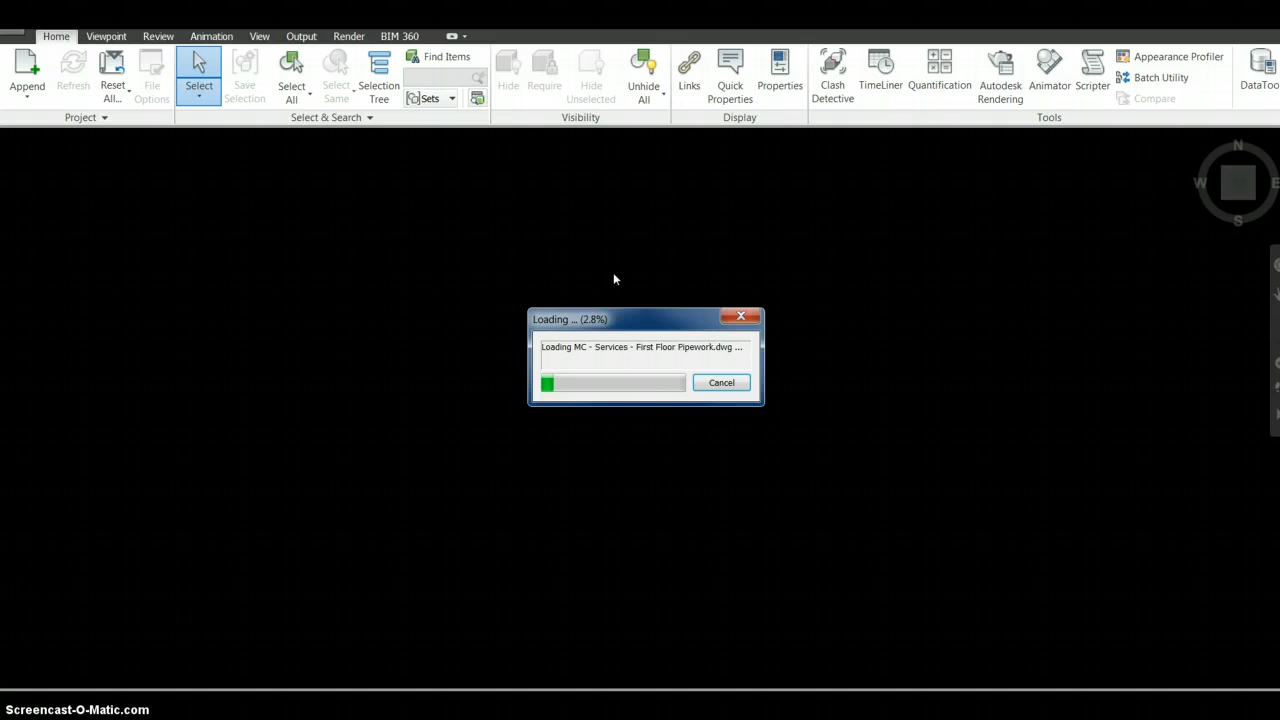 Home Viewpoint Review Animation View Output Render BIM 360
Append Refresh Reset All... File Options Select Save Selection Select All Select Same Selection Tree Find Items Sets
Hide Require Hide Unselected Unhide All Links Quick Properties Properties
Clash Detective TimeLiner Quantification Autodesk Rendering Animator Scripter Appearance Profiler Batch Utility Compare DataToo
Project Select & Search Visibility Display Tools
N
W E
S
Loading ... (2.8%)
Loading MC - Services - First Floor Pipework.dwg ...
Cancel
Screencast-O-Matic.com